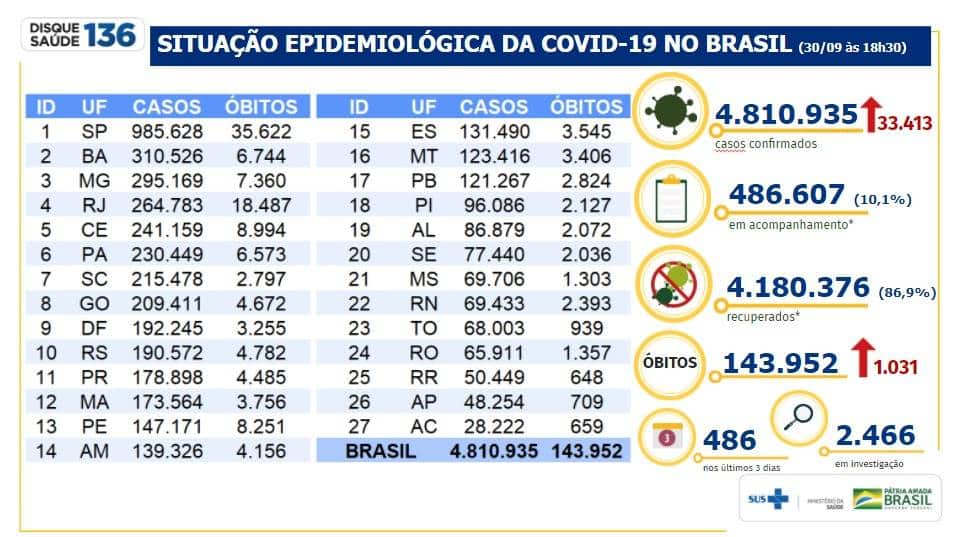 DISQUE
SAÚDE 136
SITUAÇÃO EPIDEMIOLÓGICA DA COVID-19 NO BRASIL (30/09 às 18h30)
ID UF CASOS ÓBITOS
1 SP 985.628 35.622
2 BA 310.526 6.744
3 MG 295.169 7.360
4 RJ 264.783 18.487
5 CE 241.159 8.994
6 PA 230.449 6.573
7 SC 215.478 2.797
8 GO 209.411 4.672
9 DF 192.245 3.255
10 RS 190.572 4.782
11 PR 178.898 4.485
12 MA 173.564 3.756
13 PE 147.171 8.251
14 AM 139.326 4.156
ID UF CASOS ÓBITOS
15 ES 131.490 3.545
16 MT 123.416 3.406
17 PB 121.267 2.824
18 PI 96.086 2.127
19 AL 86.879 2.072
20 SE 77.440 2.036
21 MS 69.706 1.303
22 RN 69.433 2.393
23 TO 68.003 939
24 RO 65.911 1.357
25 RR 50.449 648
26 AP 48.254 709
27 AC 28.222 659
BRASIL 4.810.935 143.952
4.810.935 33.413
casos confirmados
486.607 (10,1%)
em acompanhamento*
4.180.376 (86,9%)
recuperados*
ÓBITOS 143.952 1.031
3 486
nos últimos 3 dias
2.466
em investigação
SUS
MINISTÉRIO DA
SAÚDE
PÁTRIA AMADA
BRASIL
GOVERNO FEDERAL